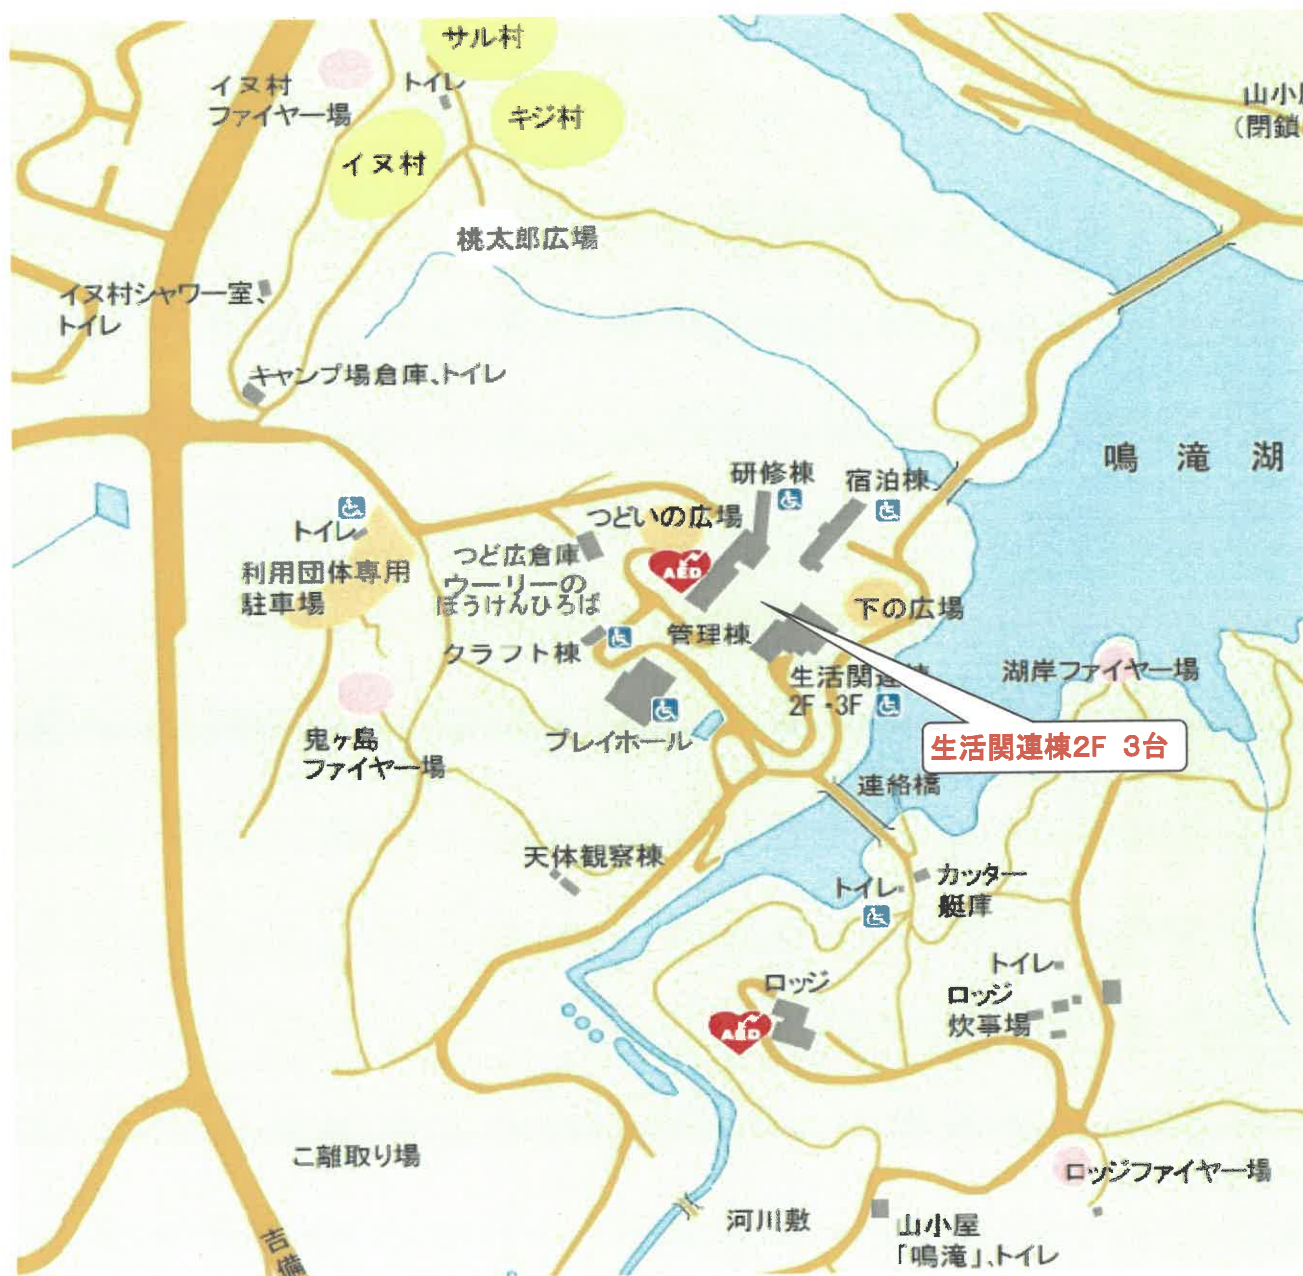 サル村
イヌ村
ファイヤー場
トイレ
キジ村
山小
(閉鎖
イヌ村
桃太郎広場
イヌ村シャワー室、
トイレ
キャンプ場倉庫、トイレ
鳴滝湖
研修棟
宿泊棟
つどいの広場
トイレ
つど広倉庫
利用団体専用
駐車場
ウーリーの
ぼうけんひろば
AED
下の広場
管理棟
クラフト棟
生活関連棟
2F・3F
湖岸ファイヤー場
鬼ヶ島
ファイヤー場
プレイホール
生活関連棟2F 3台
連絡橋
天体観察棟
トイレ
カッター
艇庫
ロッジ
トイレ
ロッジ
炊事場
AED
こ離取り場
ロッジファイヤー場
河川敷
山小屋
「鳴滝」、トイレ
吉備